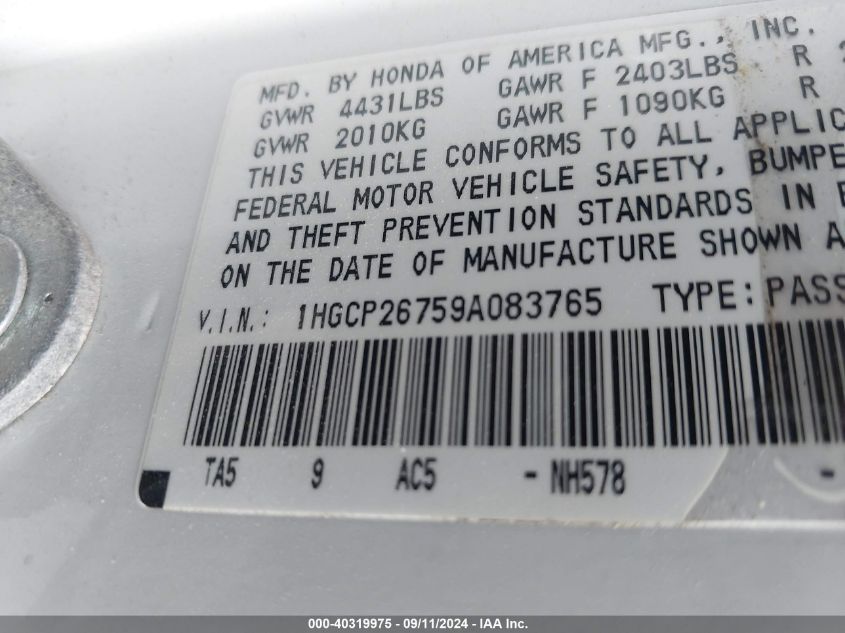 MFD. BY HONDA OF AMERICA MFG., INC.
GVWR 4431LBS GAWR F 2403LBS R
GVWR 2010KG GAWR F 1090KG R
THIS VEHICLE CONFORMS TO ALL APPLIC
FEDERAL MOTOR VEHICLE SAFETY, BUMPE
AND THEFT PREVENTION STANDARDS IN
ON THE DATE OF MANUFACTURE SHOWN A
V.I.N.: 1HGCP26759A083765 TYPE:PASS
TA5 9 AC5 -NH578 -
000-40319975 - 09/11/2024 - IAA Inc.